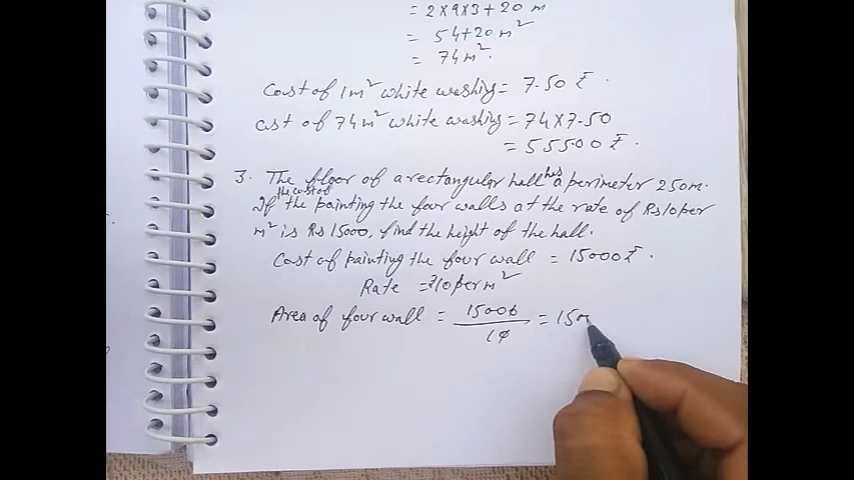 = 2×9×3+20 m
= 54+20 m²
= 74m².
Cost of 1m² white washing = 7.50 ₹.
cost of 74m² white washing = 74×7.50
= 555.00 ₹.
3. The floor of a rectangular hall has a perimeter 250m.
If the cost of the painting the four walls at the rate of Rs 10 per
m² is Rs 15000, find the height of the hall.
Cost of painting the four wall = 15000 ₹.
Rate = ₹10 per m²
Area of four wall = 15000/10 = 150